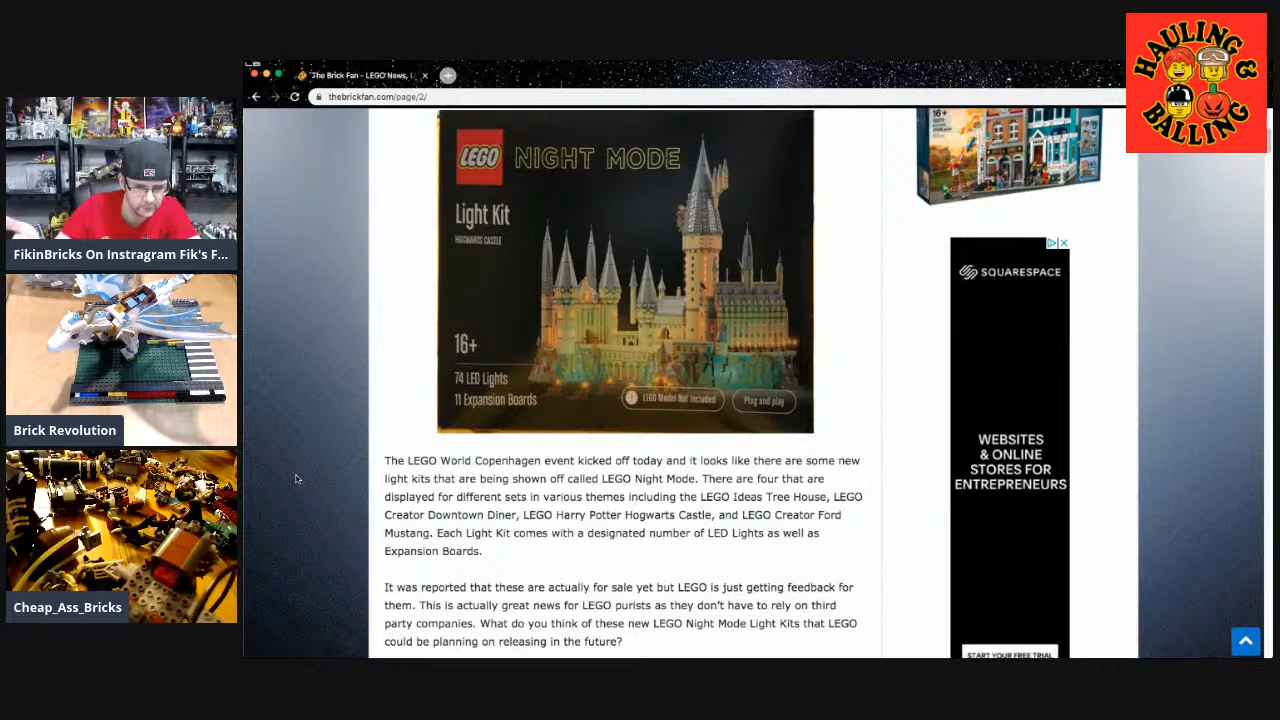 HAULING &
BALLING
The Brick Fan - LEGO News, L
thebrickfan.com/page/2/
LEGO NIGHT MODE
Light Kit
HOGWARTS CASTLE
16+
74 LED Lights
11 Expansion Boards
LEGO Model Not Included
Plug and play
16+
SQUARESPACE
WEBSITES
& ONLINE
STORES FOR
ENTREPRENEURS
START YOUR FREE TRIAL
The LEGO World Copenhagen event kicked off today and it looks like there are some new
light kits that are being shown off called LEGO Night Mode. There are four that are
displayed for different sets in various themes including the LEGO Ideas Tree House, LEGO
Creator Downtown Diner, LEGO Harry Potter Hogwarts Castle, and LEGO Creator Ford
Mustang. Each Light Kit comes with a designated number of LED Lights as well as
Expansion Boards.
It was reported that these are actually for sale yet but LEGO is just getting feedback for
them. This is actually great news for LEGO purists as they don't have to rely on third
party companies. What do you think of these new LEGO Night Mode Light Kits that LEGO
could be planning on releasing in the future?
FikinBricks On Instragram Fik's F...
Brick Revolution
Cheap_Ass_Bricks